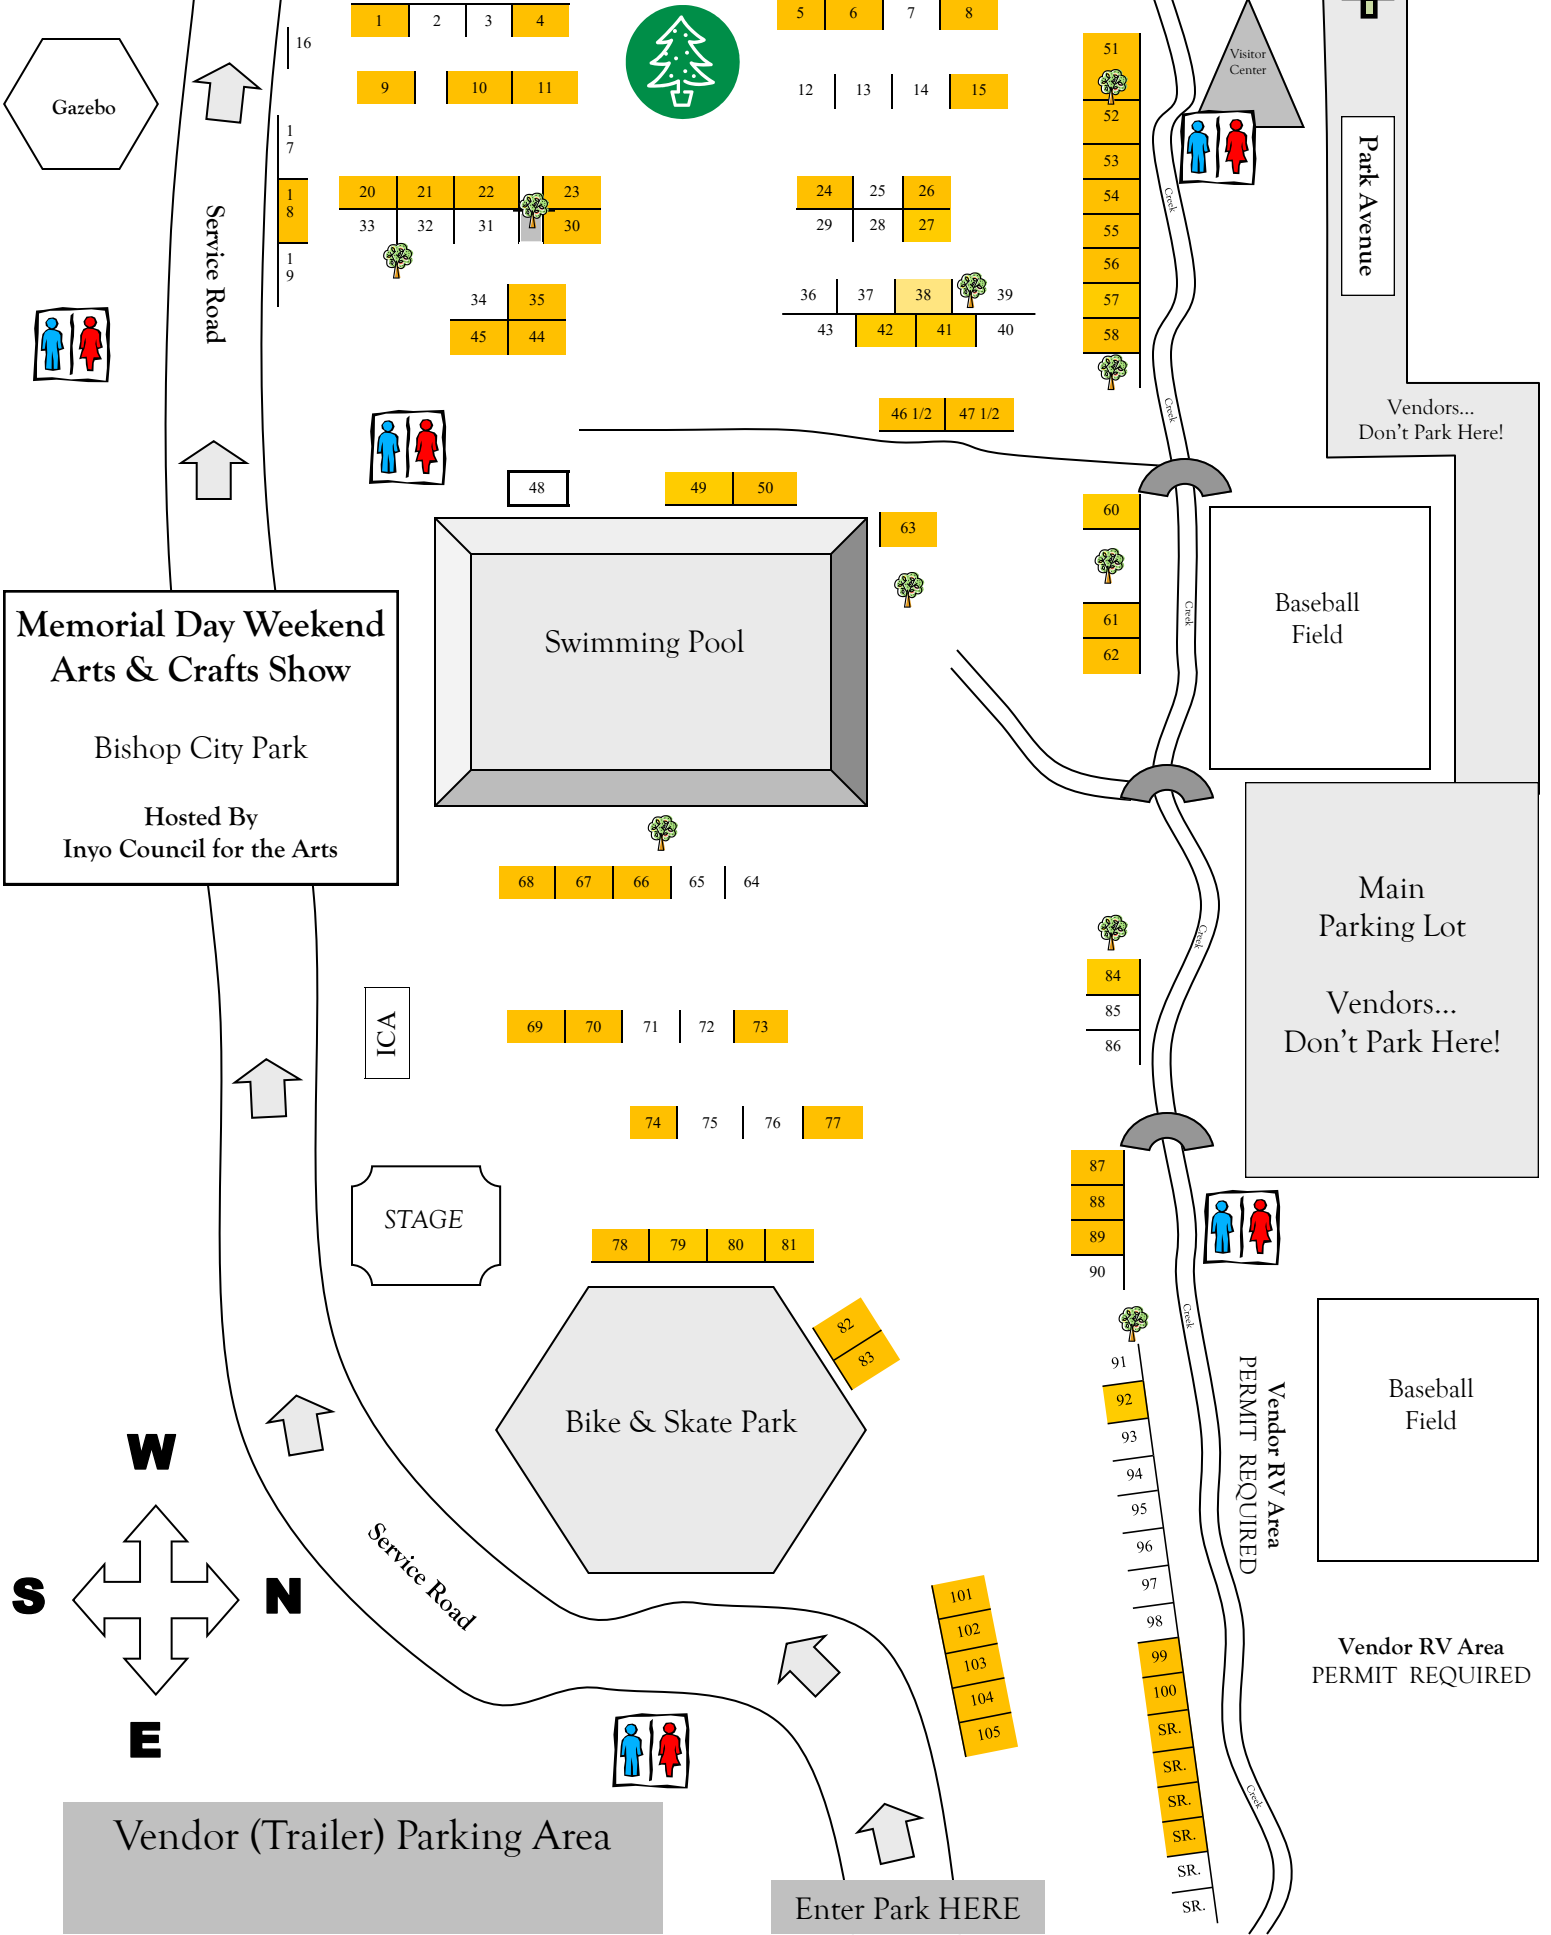 1 2 3 4
5 6 7 8
16
Gazebo
9 10 11
12 13 14 15
51
52
53
54
55
56
57
58
Visitor
Center
Park Avenue
Creek
17
18
19
Service Road
20 21 22 23
33 32 31 30
24 25 26
29 28 27
34 35
45 44
36 37 38 39
43 42 41 40
46 1/2 47 1/2
Creek
Vendors...
Don't Park Here!
48
49 50
63
60
61
62
Creek
Baseball
Field
Memorial Day Weekend
Arts & Crafts Show
Bishop City Park
Hosted By
Inyo Council for the Arts
Swimming Pool
68 67 66 65 64
Main
Parking Lot
Vendors...
Don't Park Here!
Creek
84
85
86
ICA
69 70 71 72 73
74 75 76 77
STAGE
78 79 80 81
82
83
87
88
89
90
Creek
Bike & Skate Park
91
92
93
94
95
96
97
98
99
100
SR.
SR.
SR.
SR.
SR.
SR.
Vendor RV Area
PERMIT REQUIRED
Baseball
Field
W
S
N
E
Service Road
101
102
103
104
105
Vendor RV Area
PERMIT REQUIRED
Creek
Vendor (Trailer) Parking Area
Enter Park HERE